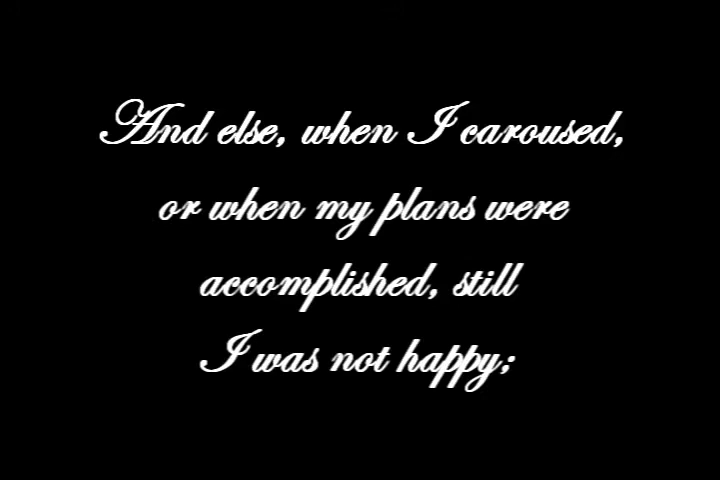 And else, when I caroused,
or when my plans were
accomplished, still
I was not happy;